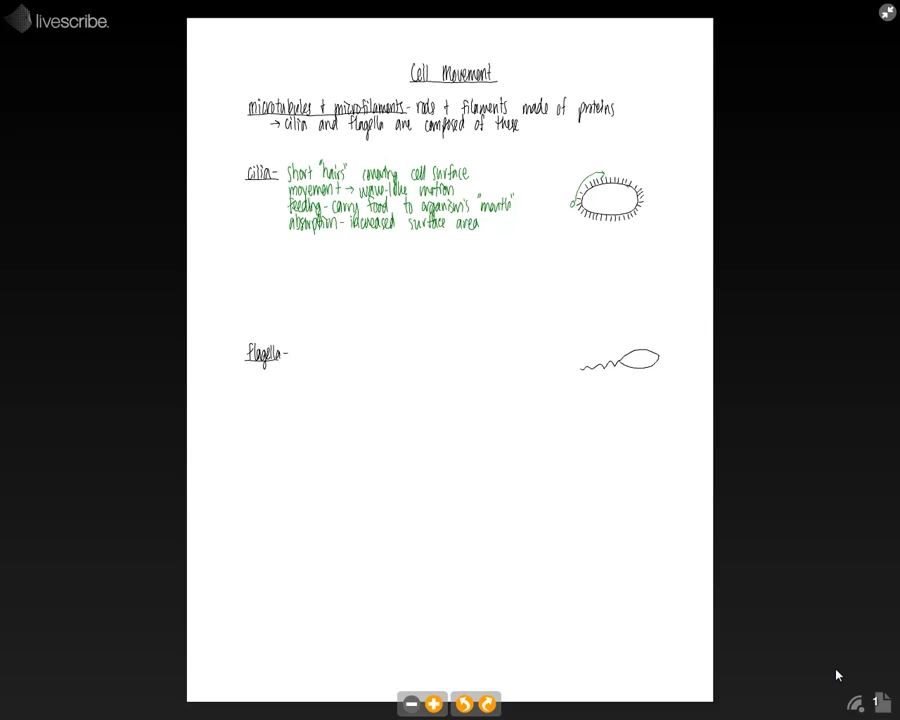 livescribe.
Cell Movement
microtubules + microfilaments - rods + filaments made of proteins
→ cilia and flagella are composed of these
cilia - short "hairs" covering cell surface
movement → wave-like motion
feeding - carry food to organism's "mouth"
absorption - increased surface area
flagella -
1